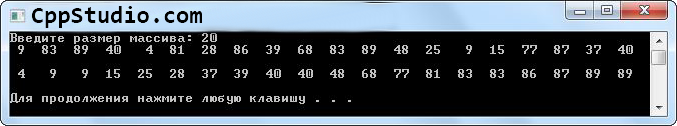 CppStudio.com
Введите размер массива: 20
9 83 89 40 4 81 28 86 39 68 83 89 48 25 9 15 77 87 37 40
4 9 9 15 25 28 37 39 40 40 48 68 77 81 83 83 86 87 89 89
Для продолжения нажмите любую клавишу . . .